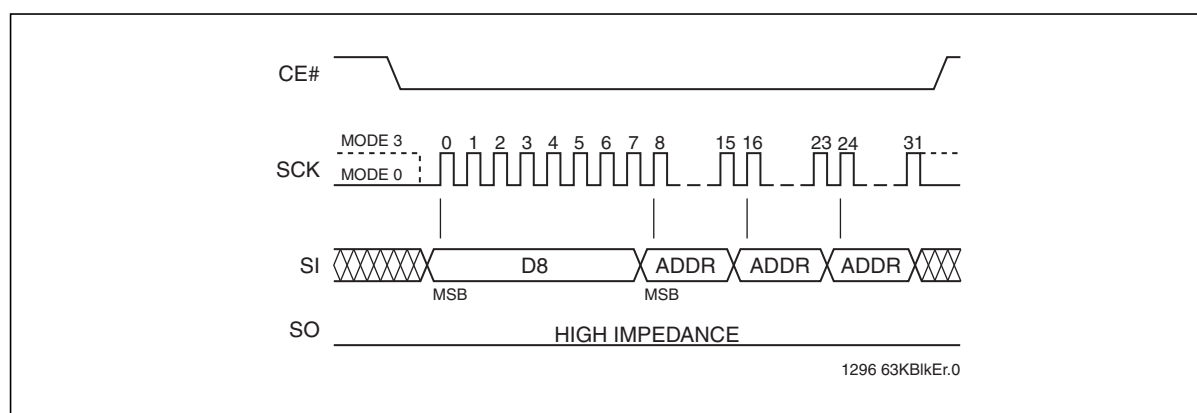 CE#
MODE 3
0 1 2 3 4 5 6 7 8 15 16 23 24 31
SCK
MODE 0
SI
D8 ADDR ADDR ADDR
MSB MSB
SO
HIGH IMPEDANCE
1296 63KBlkEr.0